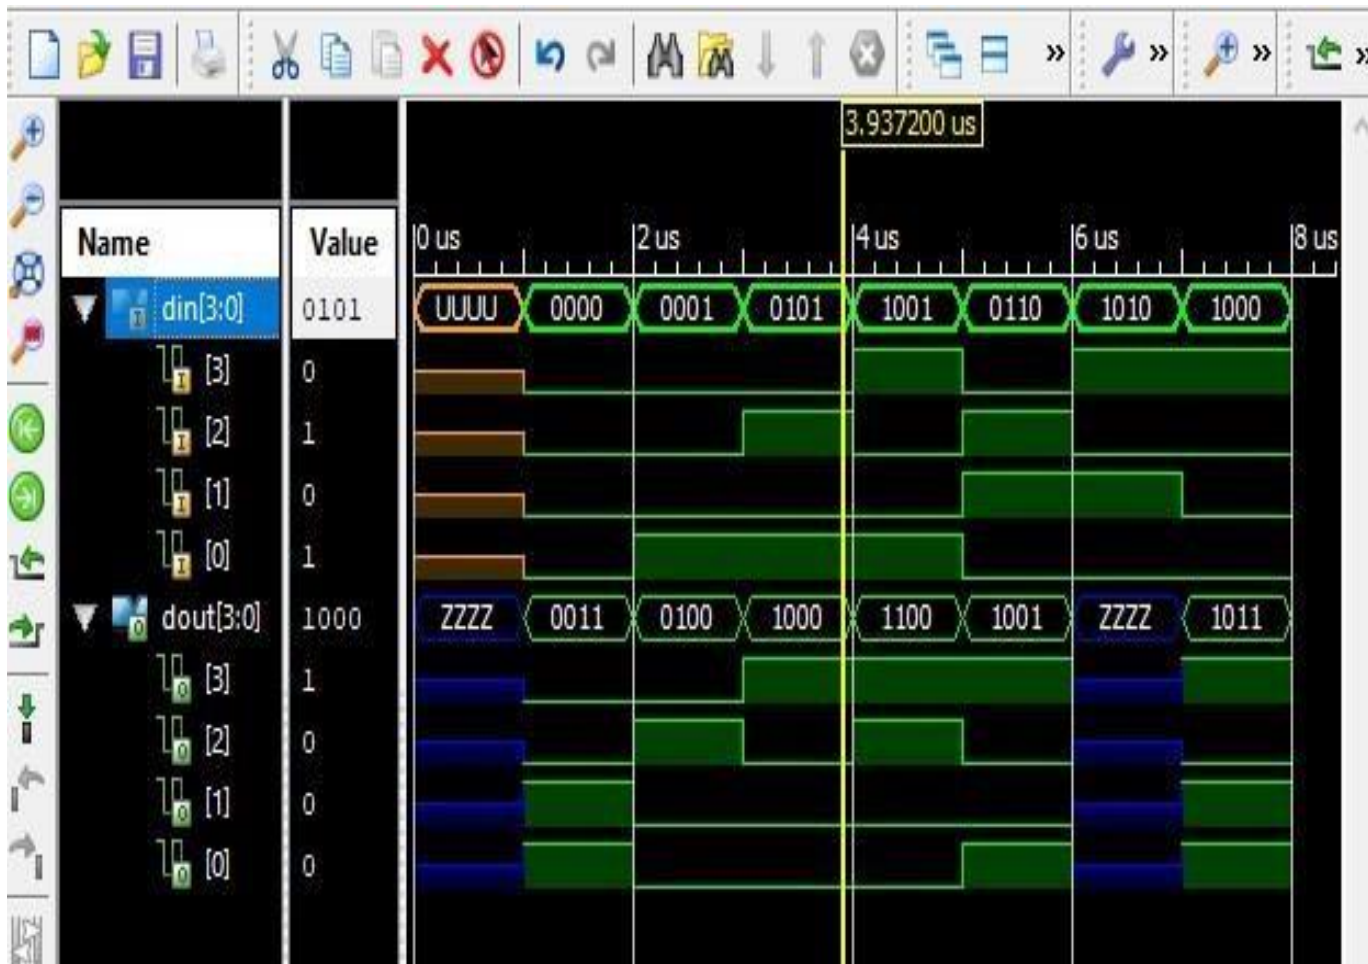 » » » »
3.937200 us
Name Value 0 us 2 us 4 us 6 us 8 us
din[3:0] 0101 UUUU 0000 0001 0101 1001 0110 1010 1000
[3] 0
[2] 1
[1] 0
[0] 1
dout[3:0] 1000 ZZZZ 0011 0100 1000 1100 1001 ZZZZ 1011
[3] 1
[2] 0
[1] 0
[0] 0